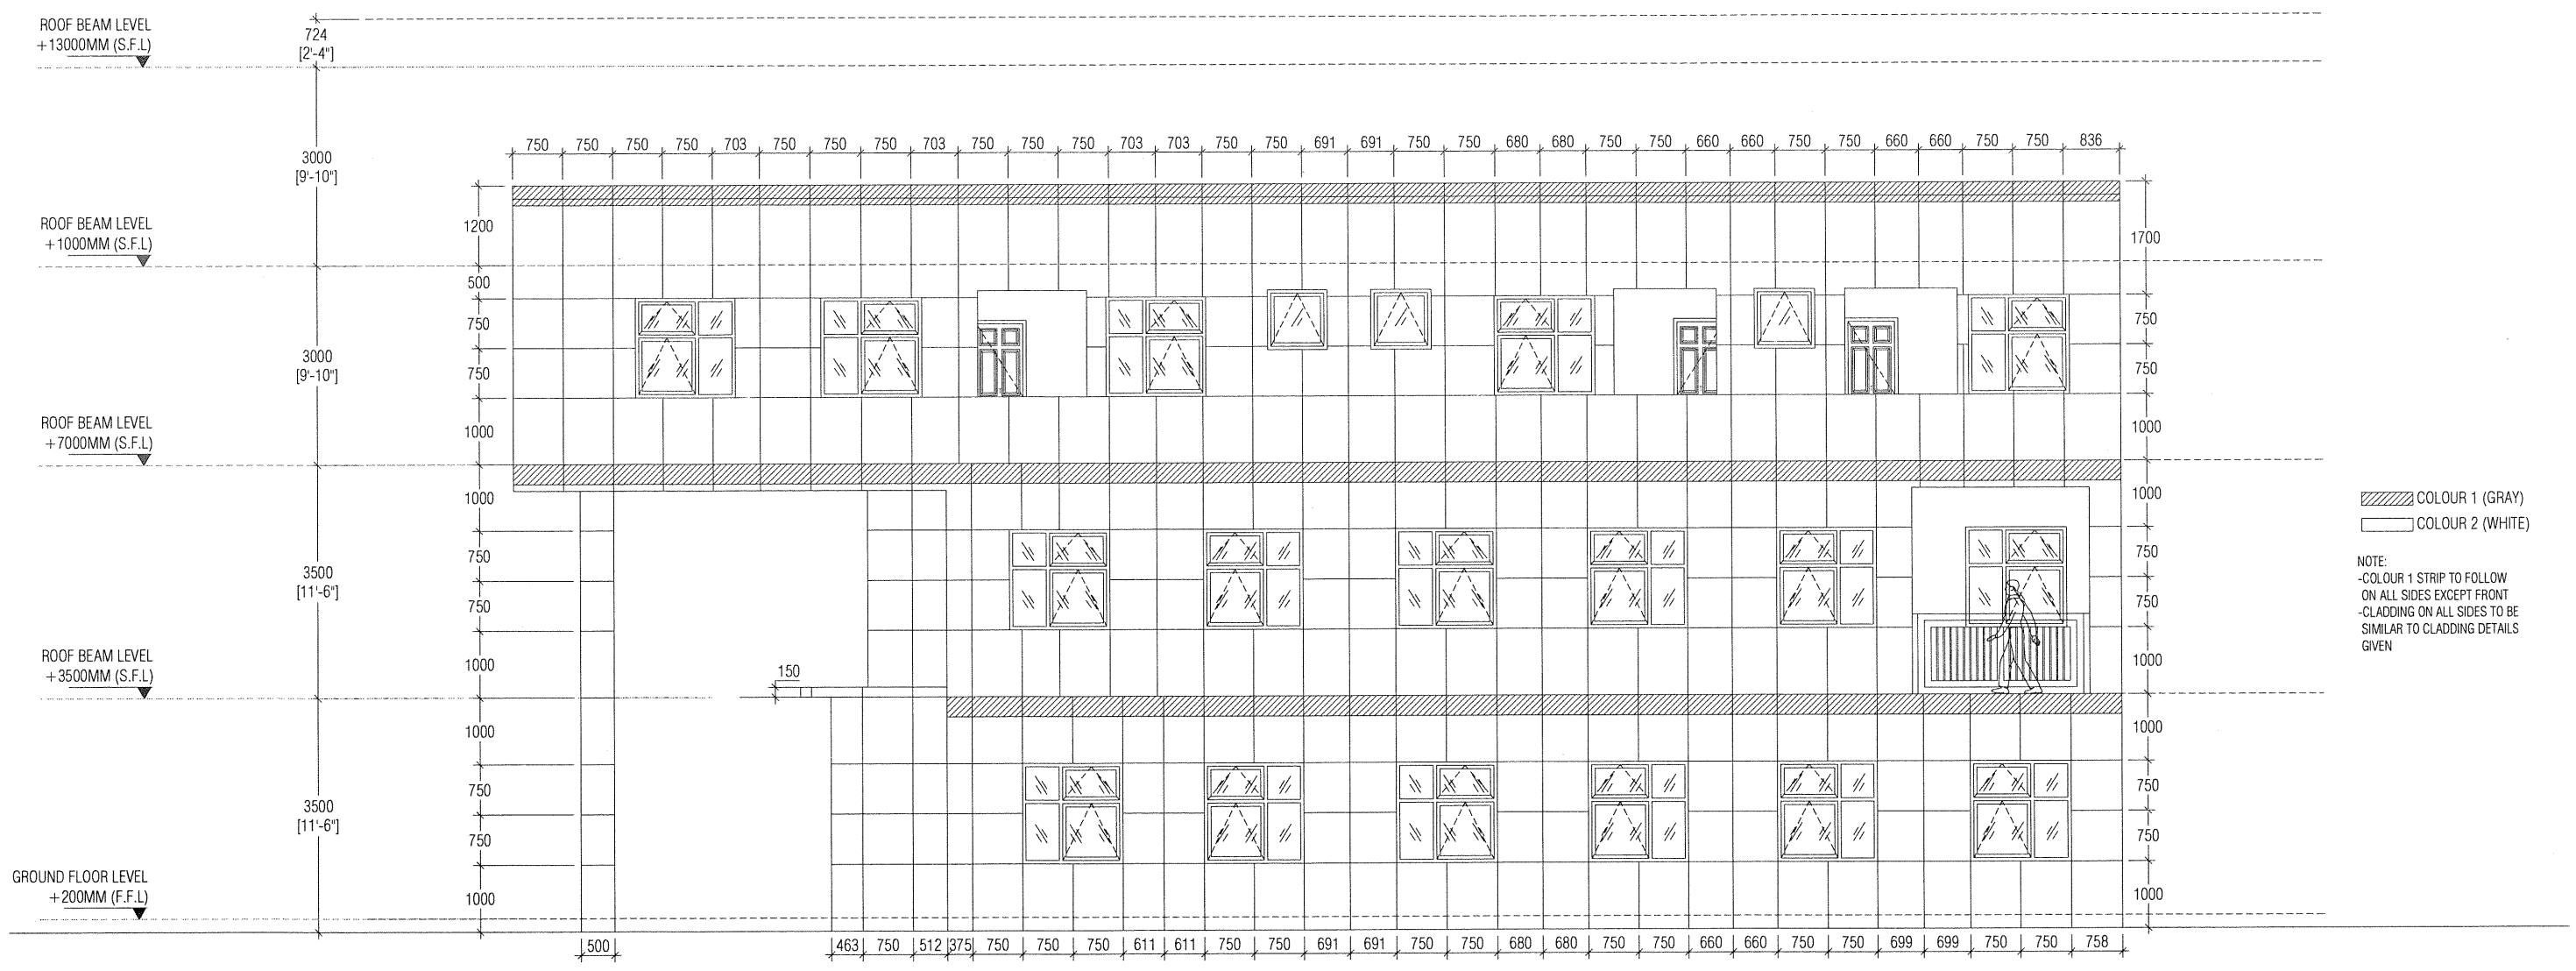 ROOF BEAM LEVEL
+13000MM (S.F.L)
724
[2'-4"]
3000
[9'-10"]
750 750 750 750 703 750 750 750 703 750 750 750 703 703 750 750 691 691 750 750 680 680 750 750 660 660 750 750 660 660 750 750 836
ROOF BEAM LEVEL
+1000MM (S.F.L)
1200
1700
500
750
750
3000
[9'-10"]
750
750
ROOF BEAM LEVEL
+7000MM (S.F.L)
1000
1000
1000
1000
COLOUR 1 (GRAY)
COLOUR 2 (WHITE)
750
750
3500
[11'-6"]
750
750
NOTE:
-COLOUR 1 STRIP TO FOLLOW
ON ALL SIDES EXCEPT FRONT
-CLADDING ON ALL SIDES TO BE
SIMILAR TO CLADDING DETAILS
GIVEN
ROOF BEAM LEVEL
+3500MM (S.F.L)
1000
150
1000
1000
1000
750
750
3500
[11'-6"]
750
750
GROUND FLOOR LEVEL
+200MM (F.F.L)
1000
1000
500 463 750 512 375 750 750 750 611 611 750 750 691 691 750 750 680 680 750 750 660 660 750 750 699 699 750 750 758